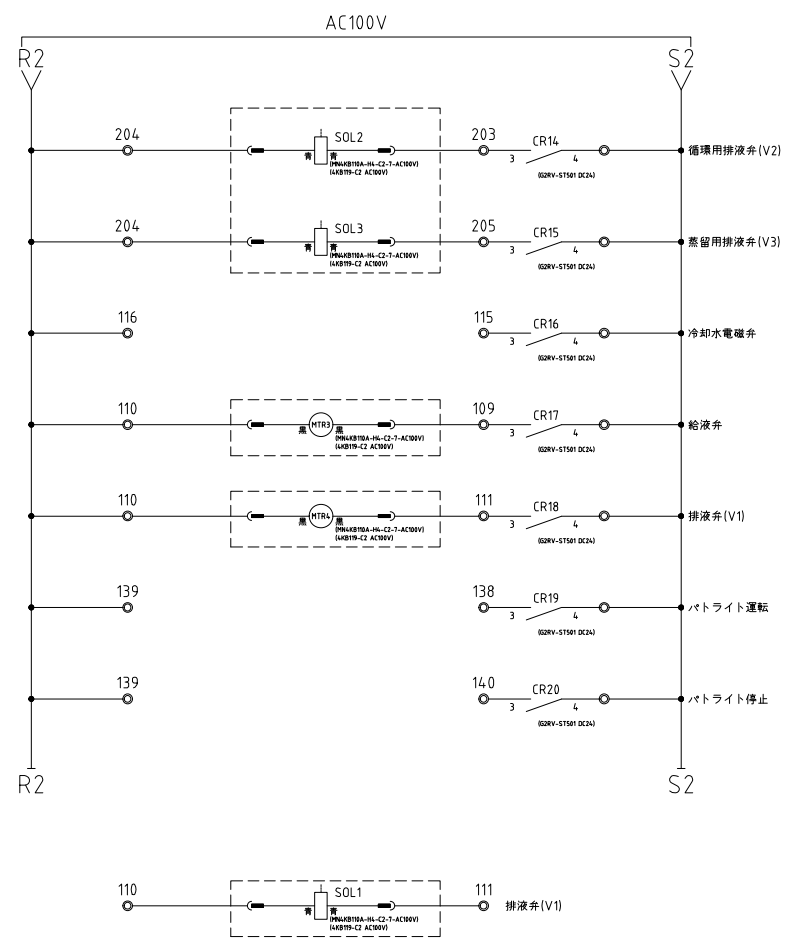 AC100V
R2 S2
204 SOL2 203 CR14 循環用排液弁(V2)
青 青 3 4
(MN4KB110A-H4-C2-7-AC100V)
(4KB119-C2 AC100V) (G2RV-ST501 DC24)
204 SOL3 205 CR15 蒸留用排液弁(V3)
青 青 3 4
(MN4KB110A-H4-C2-7-AC100V)
(4KB119-C2 AC100V) (G2RV-ST501 DC24)
116 115 CR16 冷却水電磁弁
3 4
(G2RV-ST501 DC24)
110 MTR3 109 CR17 給液弁
黒 黒 3 4
(MN4KB110A-H4-C2-7-AC100V)
(4KB119-C2 AC100V) (G2RV-ST501 DC24)
110 MTR4 111 CR18 排液弁(V1)
黒 黒 3 4
(MN4KB110A-H4-C2-7-AC100V)
(4KB119-C2 AC100V) (G2RV-ST501 DC24)
139 138 CR19 パトライト運転
3 4
(G2RV-ST501 DC24)
139 140 CR20 パトライト停止
3 4
(G2RV-ST501 DC24)
R2 S2
110 SOL1 111 排液弁(V1)
青 青
(MN4KB110A-H4-C2-7-AC100V)
(4KB119-C2 AC100V)